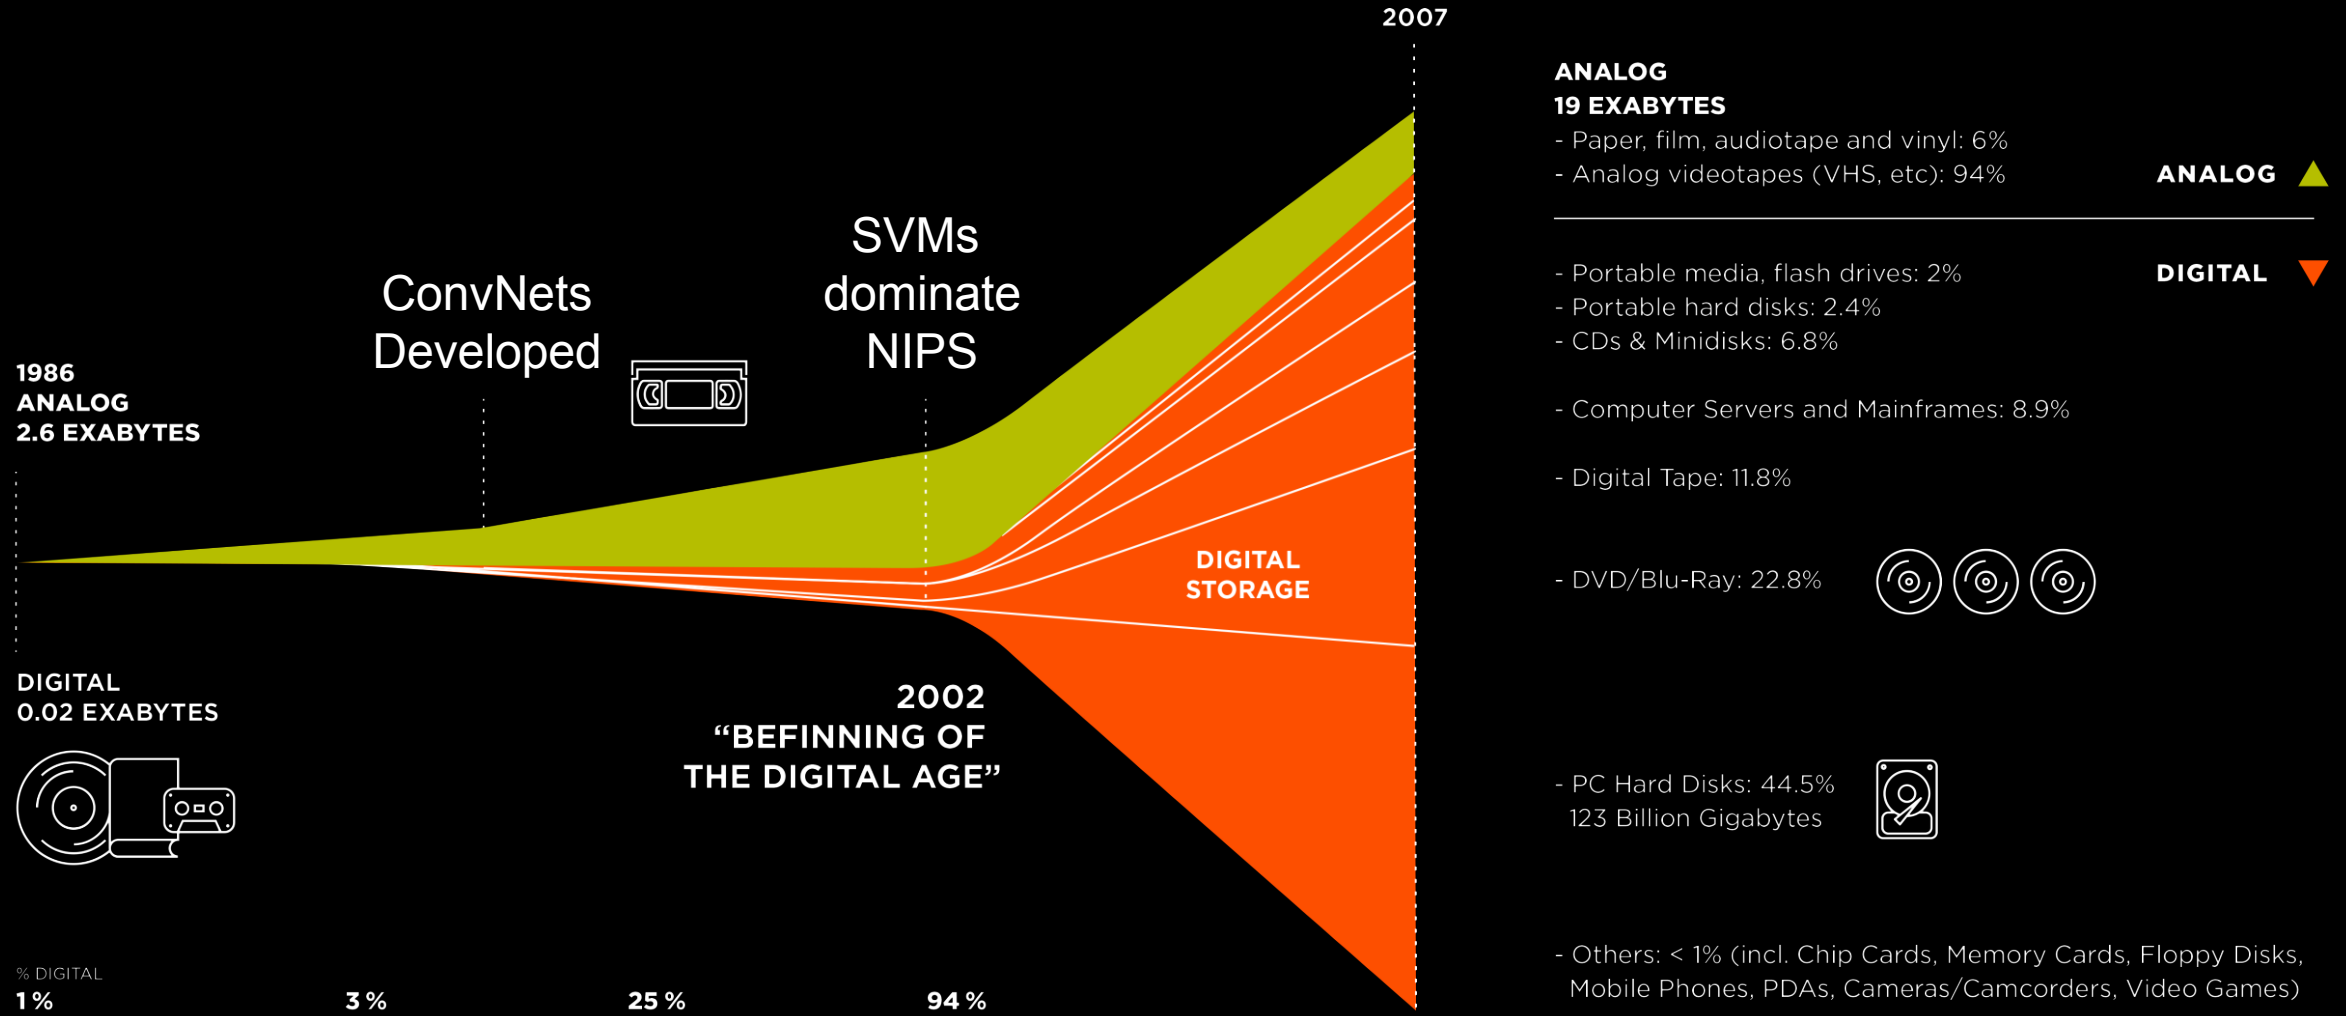 2007
ANALOG
19 EXABYTES
- Paper, film, audiotape and vinyl: 6%
- Analog videotapes (VHS, etc): 94%
ANALOG
- Portable media, flash drives: 2%
DIGITAL
- Portable hard disks: 2.4%
- CDs & Minidisks: 6.8%
- Computer Servers and Mainframes: 8.9%
- Digital Tape: 11.8%
- DVD/Blu-Ray: 22.8%
- PC Hard Disks: 44.5%
123 Billion Gigabytes
- Others: < 1% (incl. Chip Cards, Memory Cards, Floppy Disks,
Mobile Phones, PDAs, Cameras/Camcorders, Video Games)
SVMs
dominate
NIPS
ConvNets
Developed
1986
ANALOG
2.6 EXABYTES
DIGITAL
STORAGE
DIGITAL
0.02 EXABYTES
2002
“BEFINNING OF
THE DIGITAL AGE”
% DIGITAL
1 %
3 %
25 %
94 %